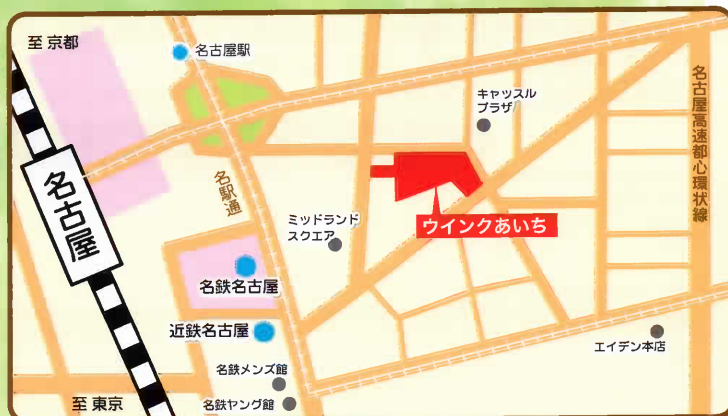 至 京都
名古屋駅
キャッスル
プラザ
名古屋高速都心環状線
名古屋
名駅通
ミッドランド
スクエア
ウインクあいち
名鉄名古屋
近鉄名古屋
エイデン本店
名鉄メンズ館
至 東京
名鉄ヤング館